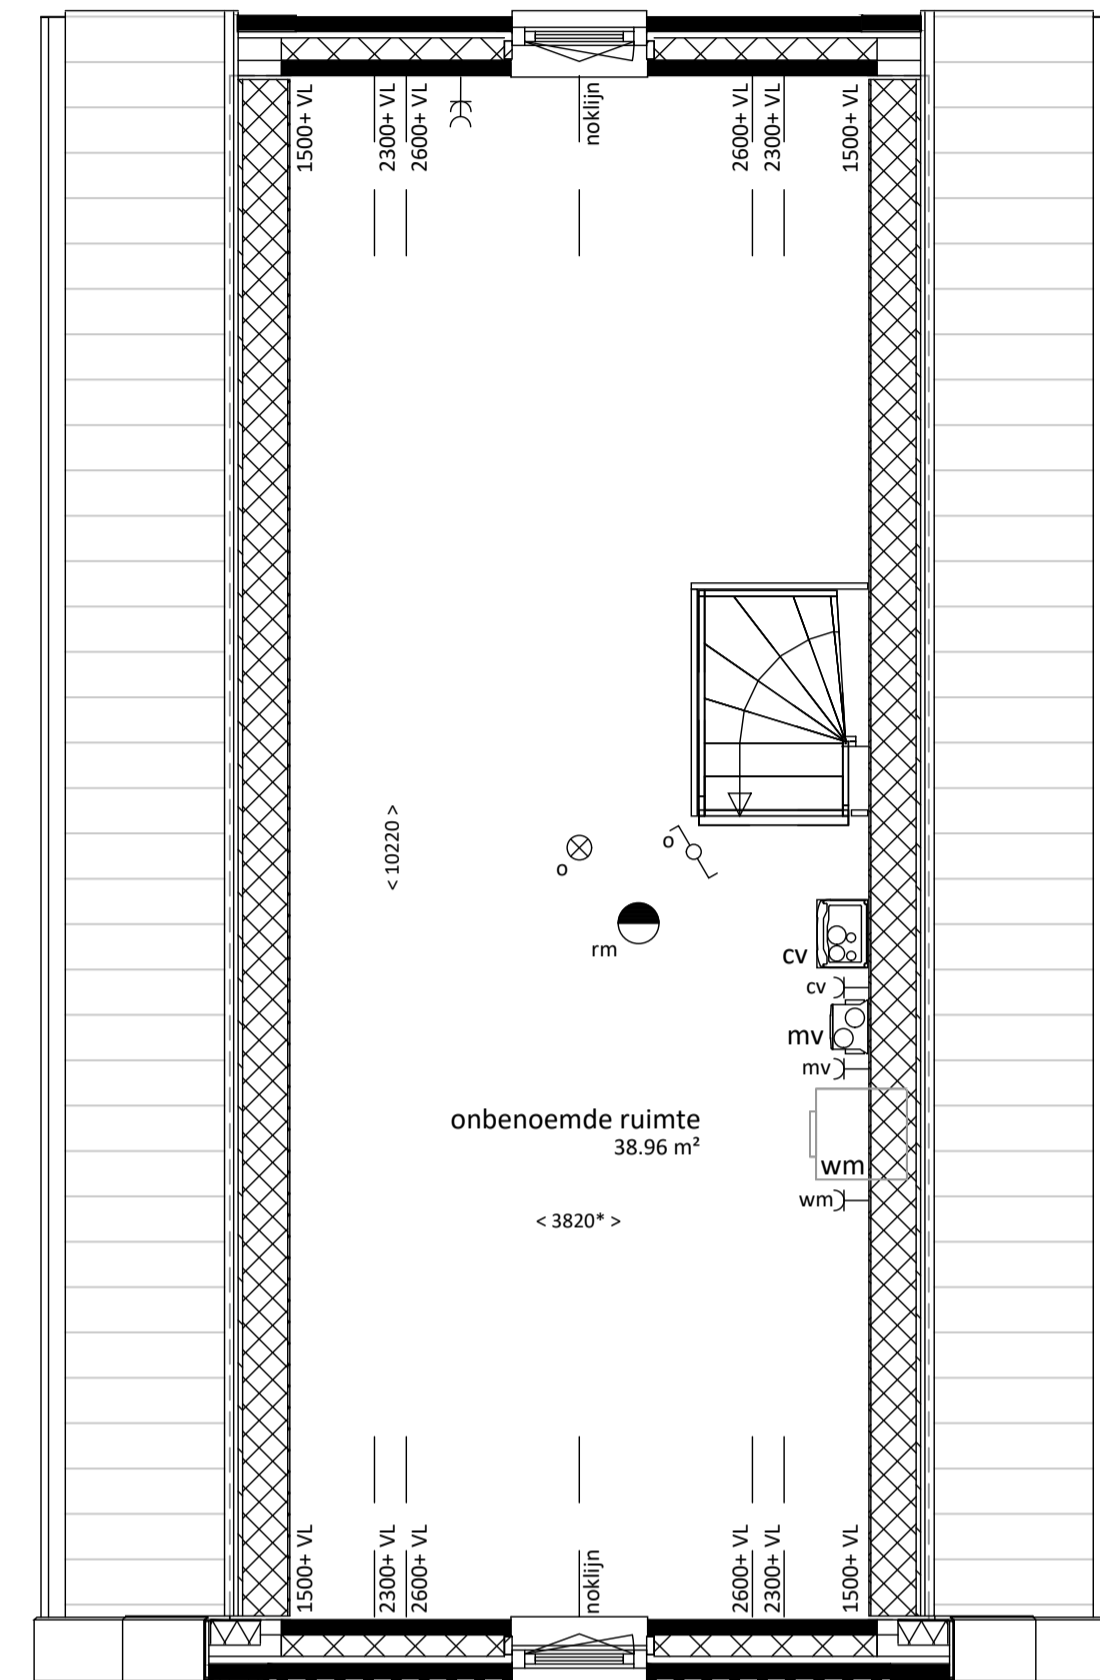 1500+ VL
2300+ VL
2600+ VL
noklijn
2600+ VL
2300+ VL
1500+ VL
< 10220 >
o
o
rm
cv
cv
mv
mv
onbenoemde ruimte
38.96 m²
wm
wm
< 3820* >
1500+ VL
2300+ VL
2600+ VL
noklijn
2600+ VL
2300+ VL
1500+ VL